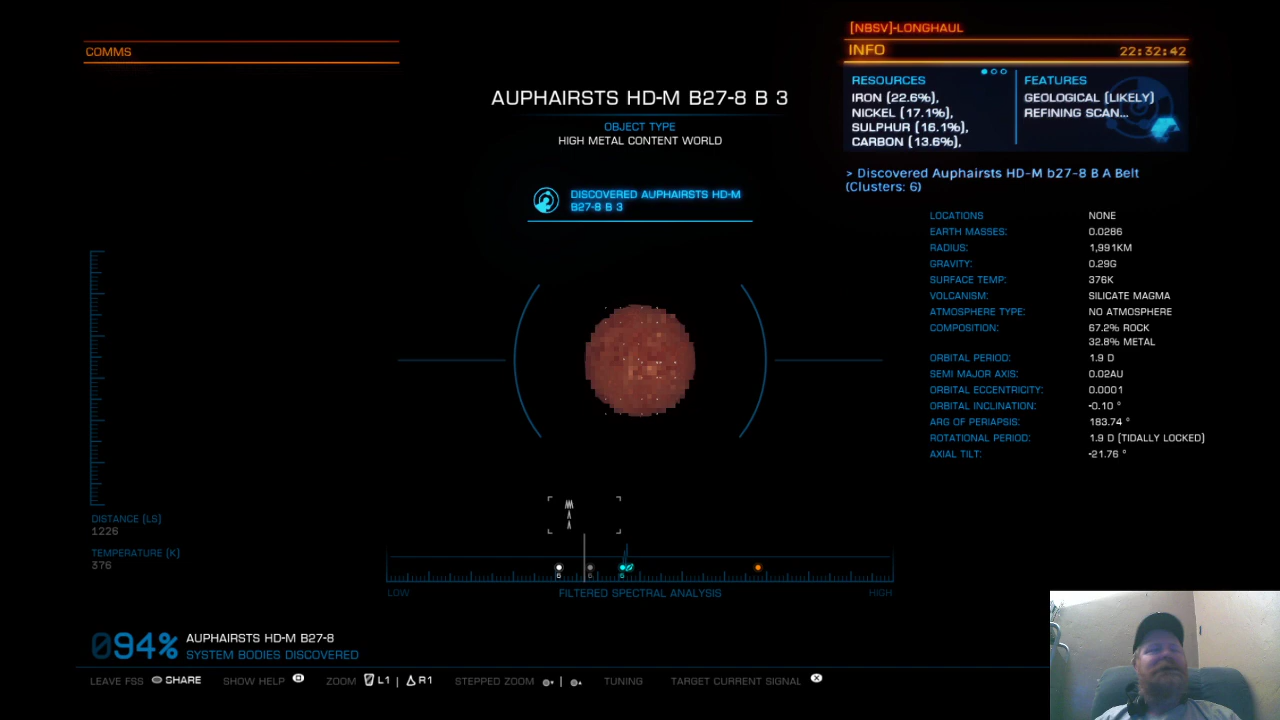 [NBSV]-LONGHAUL
COMMS
INFO 22:32:42
RESOURCES
IRON (22.6%),
NICKEL (17.1%),
SULPHUR (16.1%),
CARBON (13.6%),
FEATURES
GEOLOGICAL (LIKELY)
REFINING SCAN...
AUPHAIRSTS HD-M B27-8 B 3
OBJECT TYPE
HIGH METAL CONTENT WORLD
> Discovered Auphairsts HD-M b27-8 B A Belt
(Clusters: 6)
DISCOVERED AUPHAIRSTS HD-M
B27-8 B 3
LOCATIONS NONE
EARTH MASSES: 0.0286
RADIUS: 1,991KM
GRAVITY: 0.29G
SURFACE TEMP: 376K
VOLCANISM: SILICATE MAGMA
ATMOSPHERE TYPE: NO ATMOSPHERE
COMPOSITION: 67.2% ROCK
32.8% METAL
ORBITAL PERIOD: 1.9 D
SEMI MAJOR AXIS: 0.02AU
ORBITAL ECCENTRICITY: 0.0001
ORBITAL INCLINATION: -0.10 °
ARG OF PERIAPSIS: 183.74 °
ROTATIONAL PERIOD: 1.9 D (TIDALLY LOCKED)
AXIAL TILT: -21.76 °
DISTANCE (LS)
1226
TEMPERATURE (K)
376
6 6 6
LOW FILTERED SPECTRAL ANALYSIS HIGH
094% AUPHAIRSTS HD-M B27-8
SYSTEM BODIES DISCOVERED
LEAVE FSS SHARE SHOW HELP ZOOM L1 | R1 STEPPED ZOOM | TUNING TARGET CURRENT SIGNAL